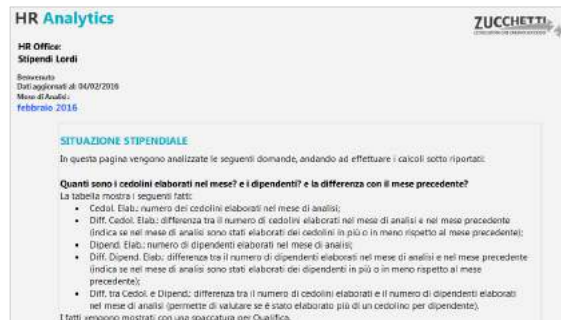 HR Analytics
ZUCCHETTI
HR Office:
Stipendi Lordi
Benvenuto
Dati aggiornati al: 04/02/2016
Mese di Analisi:
febbraio 2016
SITUAZIONE STIPENDIALE
In questa pagina vengono analizzate le seguenti domande, andando ad effettuare i calcoli sotto riportati:
Quanti sono i cedolini elaborati nel mese? e i dipendenti? e la differenza con il mese precedente?
La tabella mostra i seguenti fatti:
• Cedol. Elab.: numero dei cedolini elaborati nel mese di analisi;
• Diff. Cedol. Elab.: differenza tra il numero di cedolini elaborati nel mese di analisi e nel mese precedente
(indica se nel mese di analisi sono stati elaborati dei cedolini in più o in meno rispetto al mese precedente);
• Dipend. Elab.: numero di dipendenti elaborati nel mese di analisi;
• Diff. Dipend. Elab.: differenza tra il numero di dipendenti elaborati nel mese di analisi e nel mese precedente
(indica se nel mese di analisi sono stati elaborati dei dipendenti in più o in meno rispetto al mese
precedente);
• Diff. tra Cedol. e Dipend.: differenza tra il numero di cedolini elaborati e il numero di dipendenti elaborati
nel mese di analisi (permette di valutare se è stato elaborato più di un cedolino per dipendente).
I fatti vengono mostrati con una spaccatura per Qualifica.